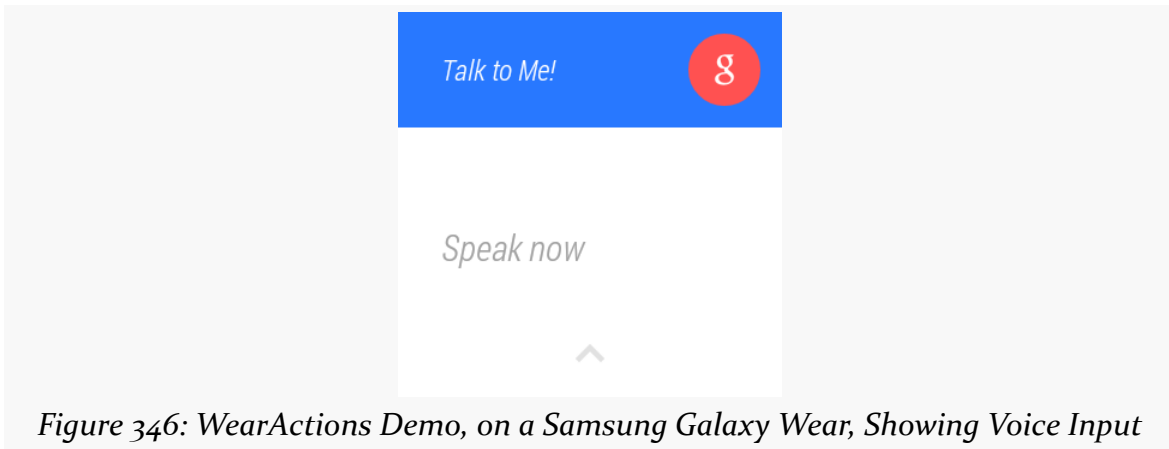 Talk to Me!
g
Speak now
Figure 346: WearActions Demo, on a Samsung Galaxy Wear, Showing Voice Input